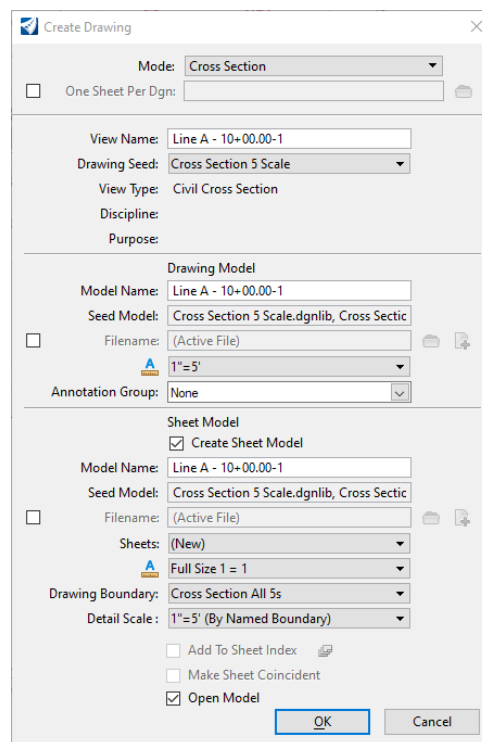 Create Drawing
Mode: Cross Section
One Sheet Per Dgn:
View Name: Line A - 10+00.00-1
Drawing Seed: Cross Section 5 Scale
View Type: Civil Cross Section
Discipline:
Purpose:
Drawing Model
Model Name: Line A - 10+00.00-1
Seed Model: Cross Section 5 Scale.dgnlib, Cross Sectic
Filename: (Active File)
A 1"=5'
Annotation Group: None
Sheet Model
Create Sheet Model
Model Name: Line A - 10+00.00-1
Seed Model: Cross Section 5 Scale.dgnlib, Cross Sectic
Filename: (Active File)
Sheets: (New)
A Full Size 1 = 1
Drawing Boundary: Cross Section All 5s
Detail Scale : 1"=5' (By Named Boundary)
Add To Sheet Index
Make Sheet Coincident
Open Model
OK Cancel